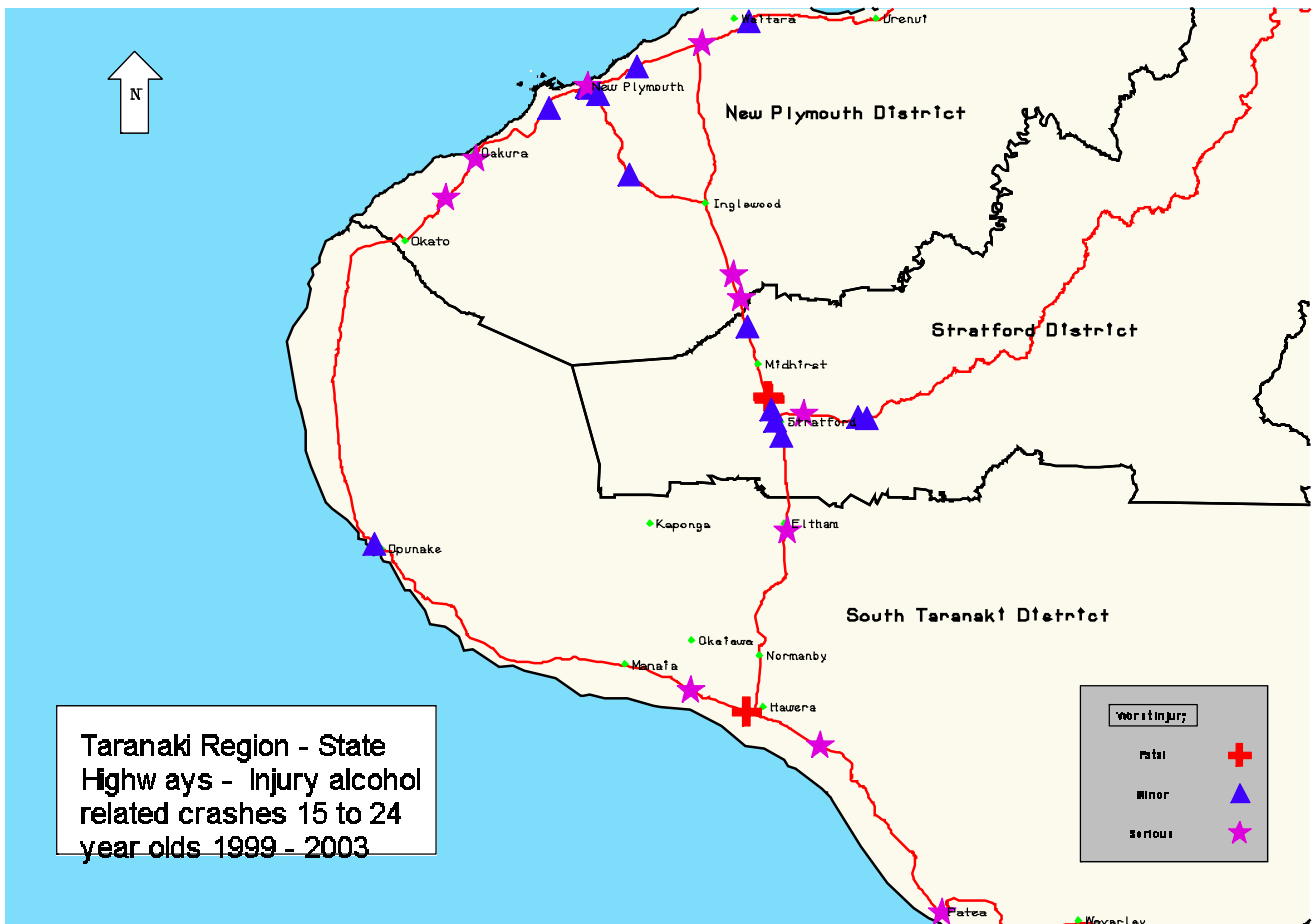 Waitara
Urenui
N
New Plymouth
New Plymouth District
Oakura
Inglewood
Okato
Stratford District
Midhirst
Stratford
Kaponga
Eltham
Opunake
South Taranaki District
Okaiawa
Normanby
Manaia
Hawera
Worst injury
Fatal
Minor
Serious
Taranaki Region - State
Highw ays - Injury alcohol
related crashes 15 to 24
year olds 1999 - 2003
Patea
Waverley